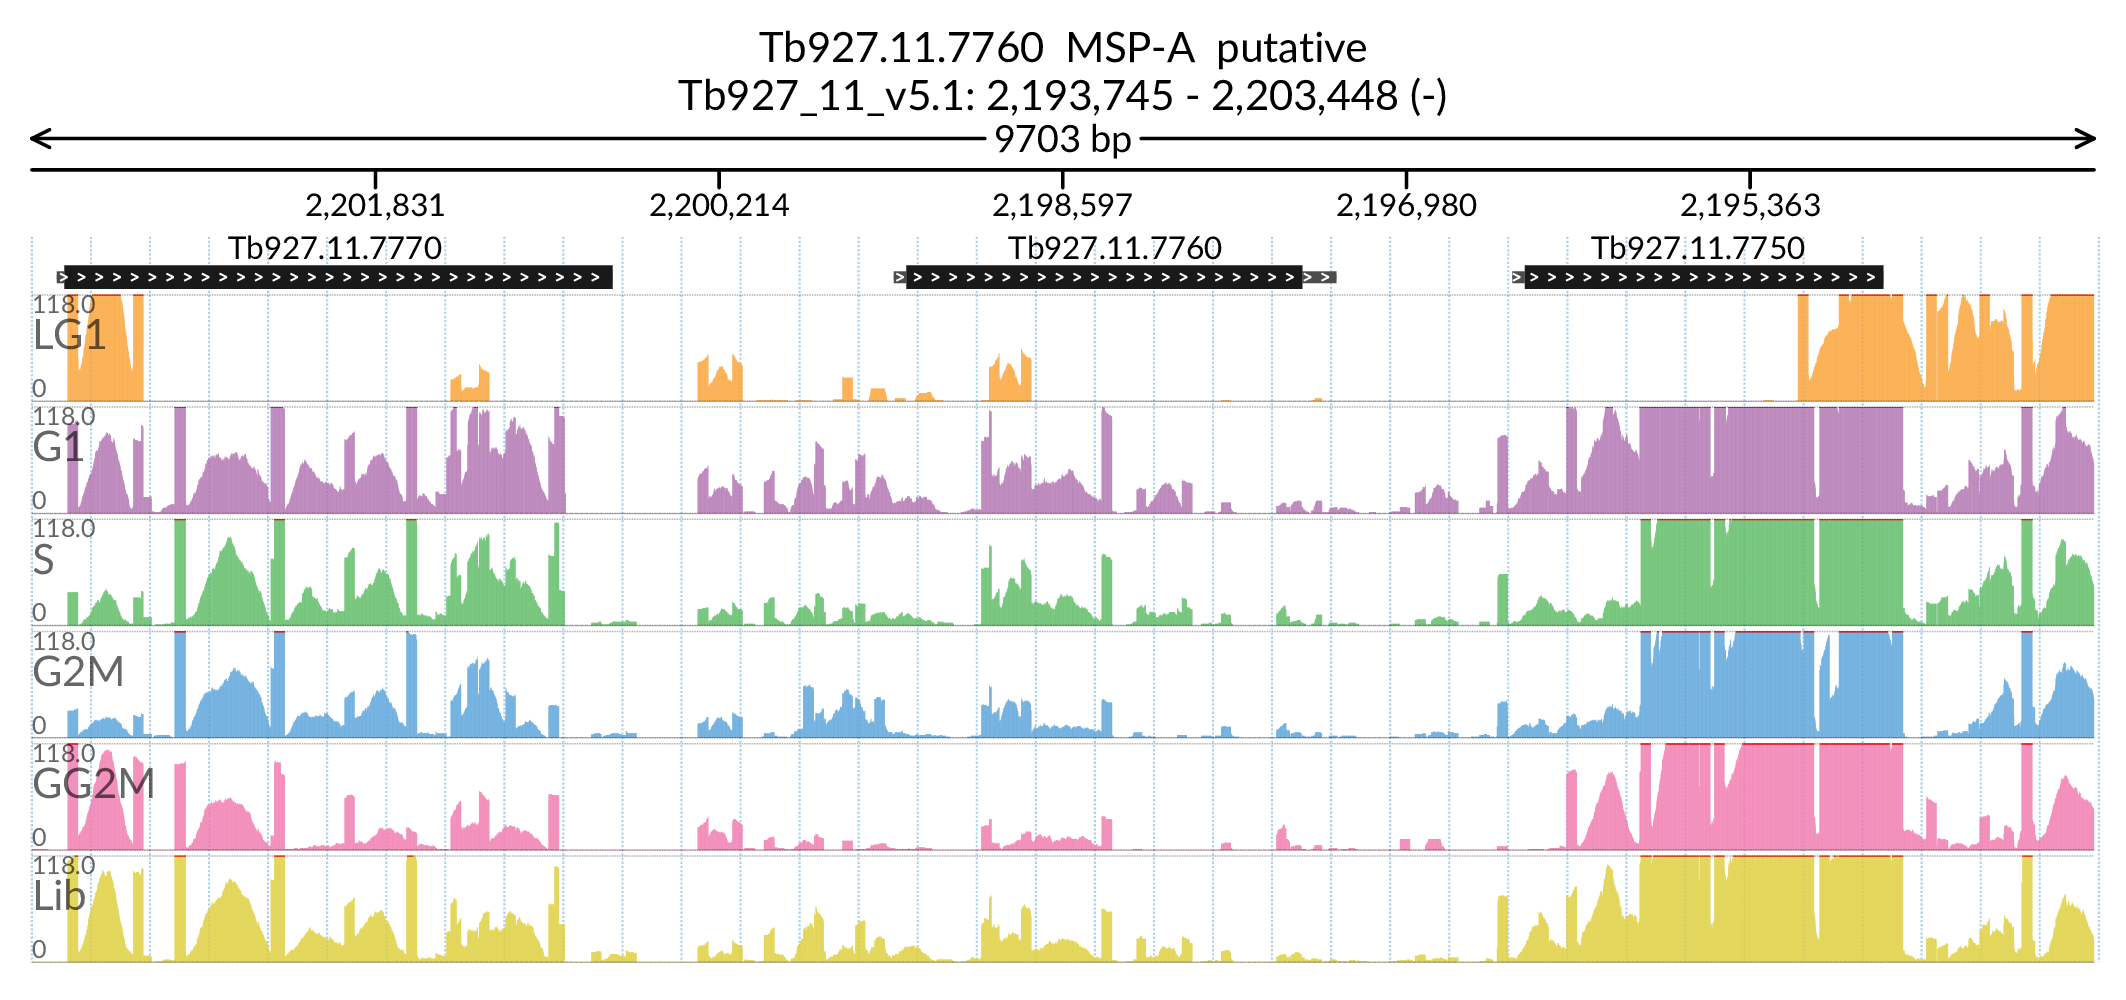 Tb927.11.7760 MSP-A putative
Tb927_11_v5.1: 2,193,745 - 2,203,448 (-)
9703 bp
2,201,831 2,200,214 2,198,597 2,196,980 2,195,363
Tb927.11.7770 Tb927.11.7760 Tb927.11.7750
118.0
LG1
0
118.0
G1
0
118.0
S
0
118.0
G2M
0
118.0
GG2M
0
118.0
Lib
0